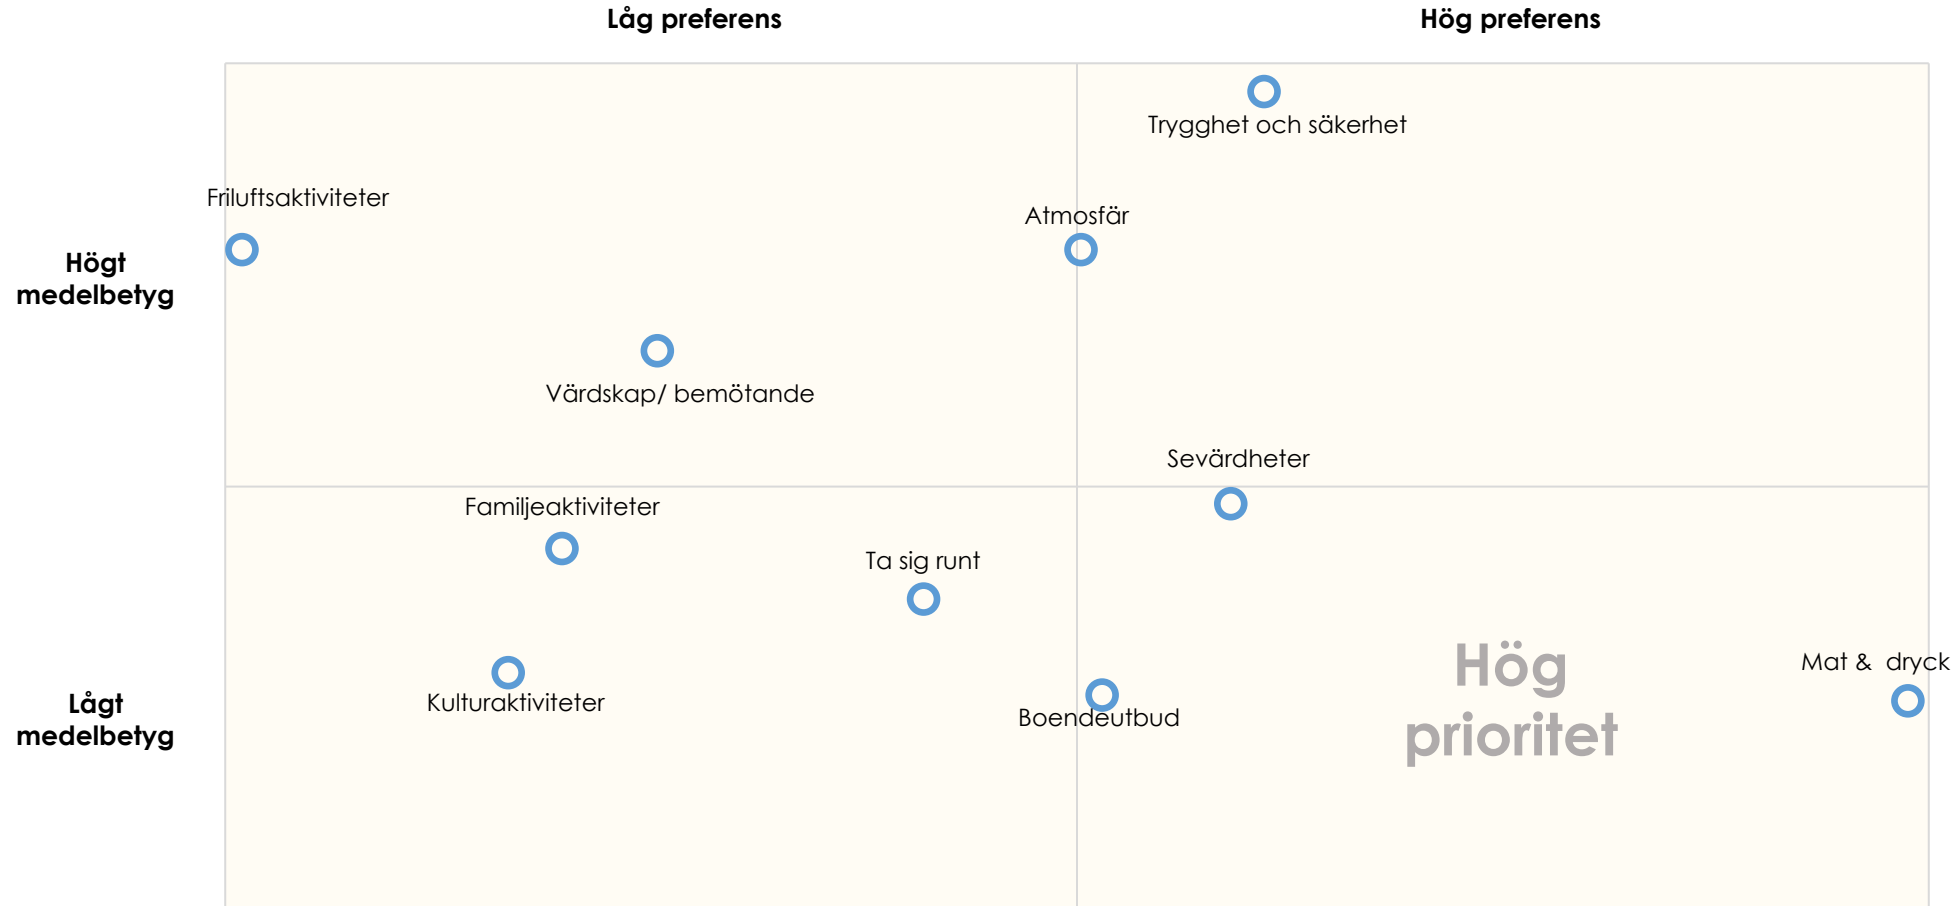 Låg preferens
Hög preferens
Trygghet och säkerhet
Friluftsaktiviteter
Atmosfär
Högt
medelbetyg
Värdskap/ bemötande
Sevärdheter
Familjeaktiviteter
Ta sig runt
Hög
prioritet
Mat &  dryck
Lågt
medelbetyg
Kulturaktiviteter
Boendeutbud